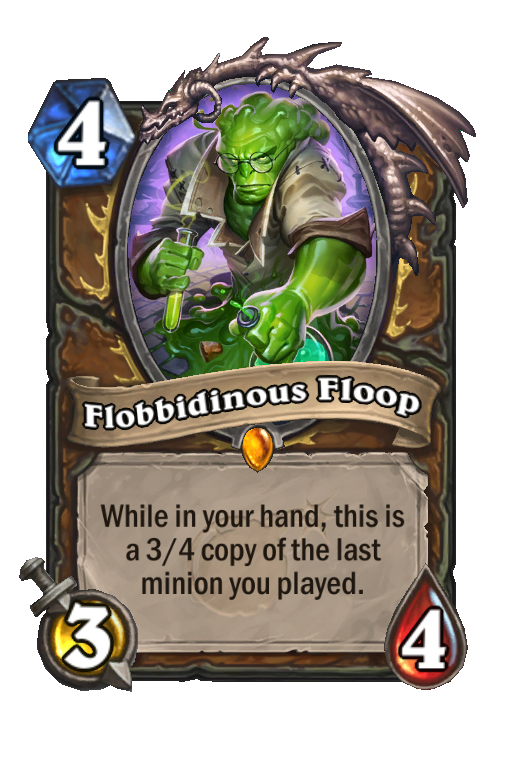 4
Flobbidinous Floop
While in your hand, this is
a 3/4 copy of the last
minion you played.
3
4